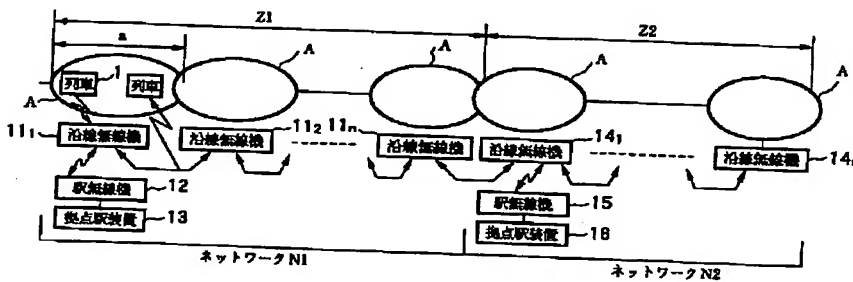 Z1
Z2
a
A
A
A
A
列車
1
列車
A
11₁
沿線無線機
沿線無線機
11₂
11n
沿線無線機
沿線無線機
14₁
沿線無線機
14n
駅無線機
12
駅無線機
15
拠点駅装置
13
拠点駅装置
16
ネットワークN1
ネットワークN2